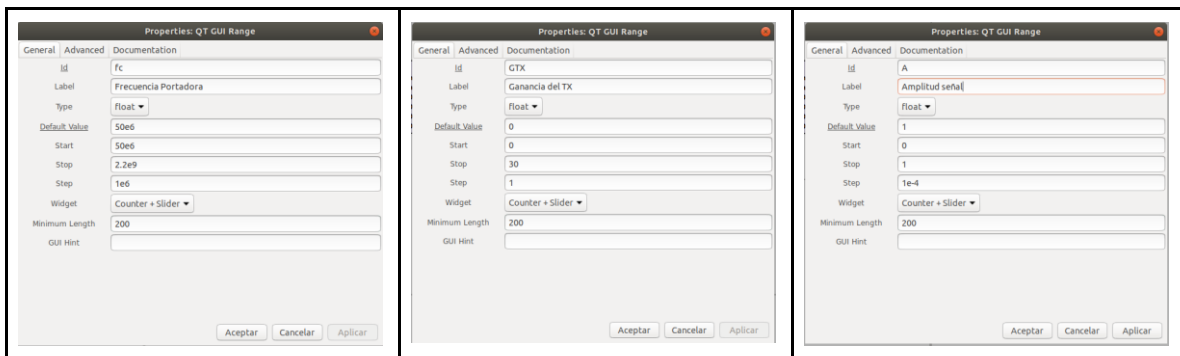 Properties: QT GUI Range
General Advanced Documentation
Id fc
Label Frecuencia Portadora
Type float
Default Value 50e6
Start 50e6
Stop 2.2e9
Step 1e6
Widget Counter + Slider
Minimum Length 200
GUI Hint
Aceptar Cancelar Aplicar
Properties: QT GUI Range
General Advanced Documentation
Id GTX
Label Ganancia del TX
Type float
Default Value 0
Start 0
Stop 30
Step 1
Widget Counter + Slider
Minimum Length 200
GUI Hint
Aceptar Cancelar Aplicar
Properties: QT GUI Range
General Advanced Documentation
Id A
Label Amplitud señal
Type float
Default Value 1
Start 0
Stop 1
Step 1e-4
Widget Counter + Slider
Minimum Length 200
GUI Hint
Aceptar Cancelar Aplicar